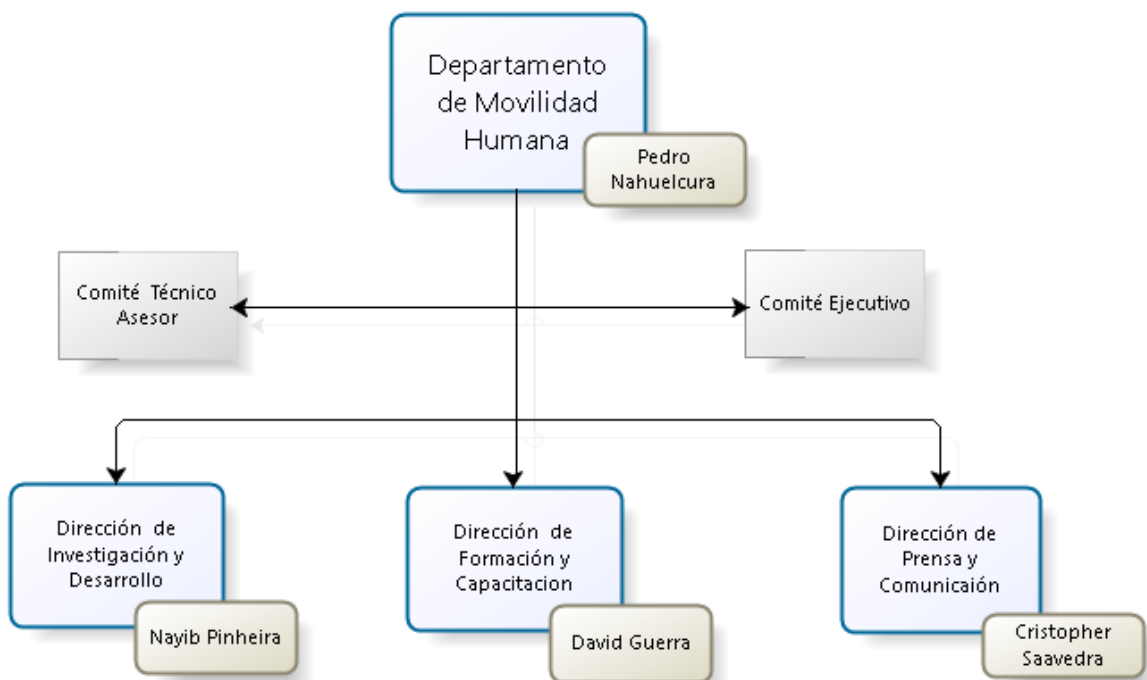 Departamento
de Movilidad
Humana
Pedro
Nahuelcura
Comité Técnico
Asesor
Comité Ejecutivo
Dirección de
Investigación y
Desarrollo
Nayib Pinheira
Dirección de
Formación y
Capacitacion
David Guerra
Dirección de
Prensa y
Comunicaión
Cristopher
Saavedra